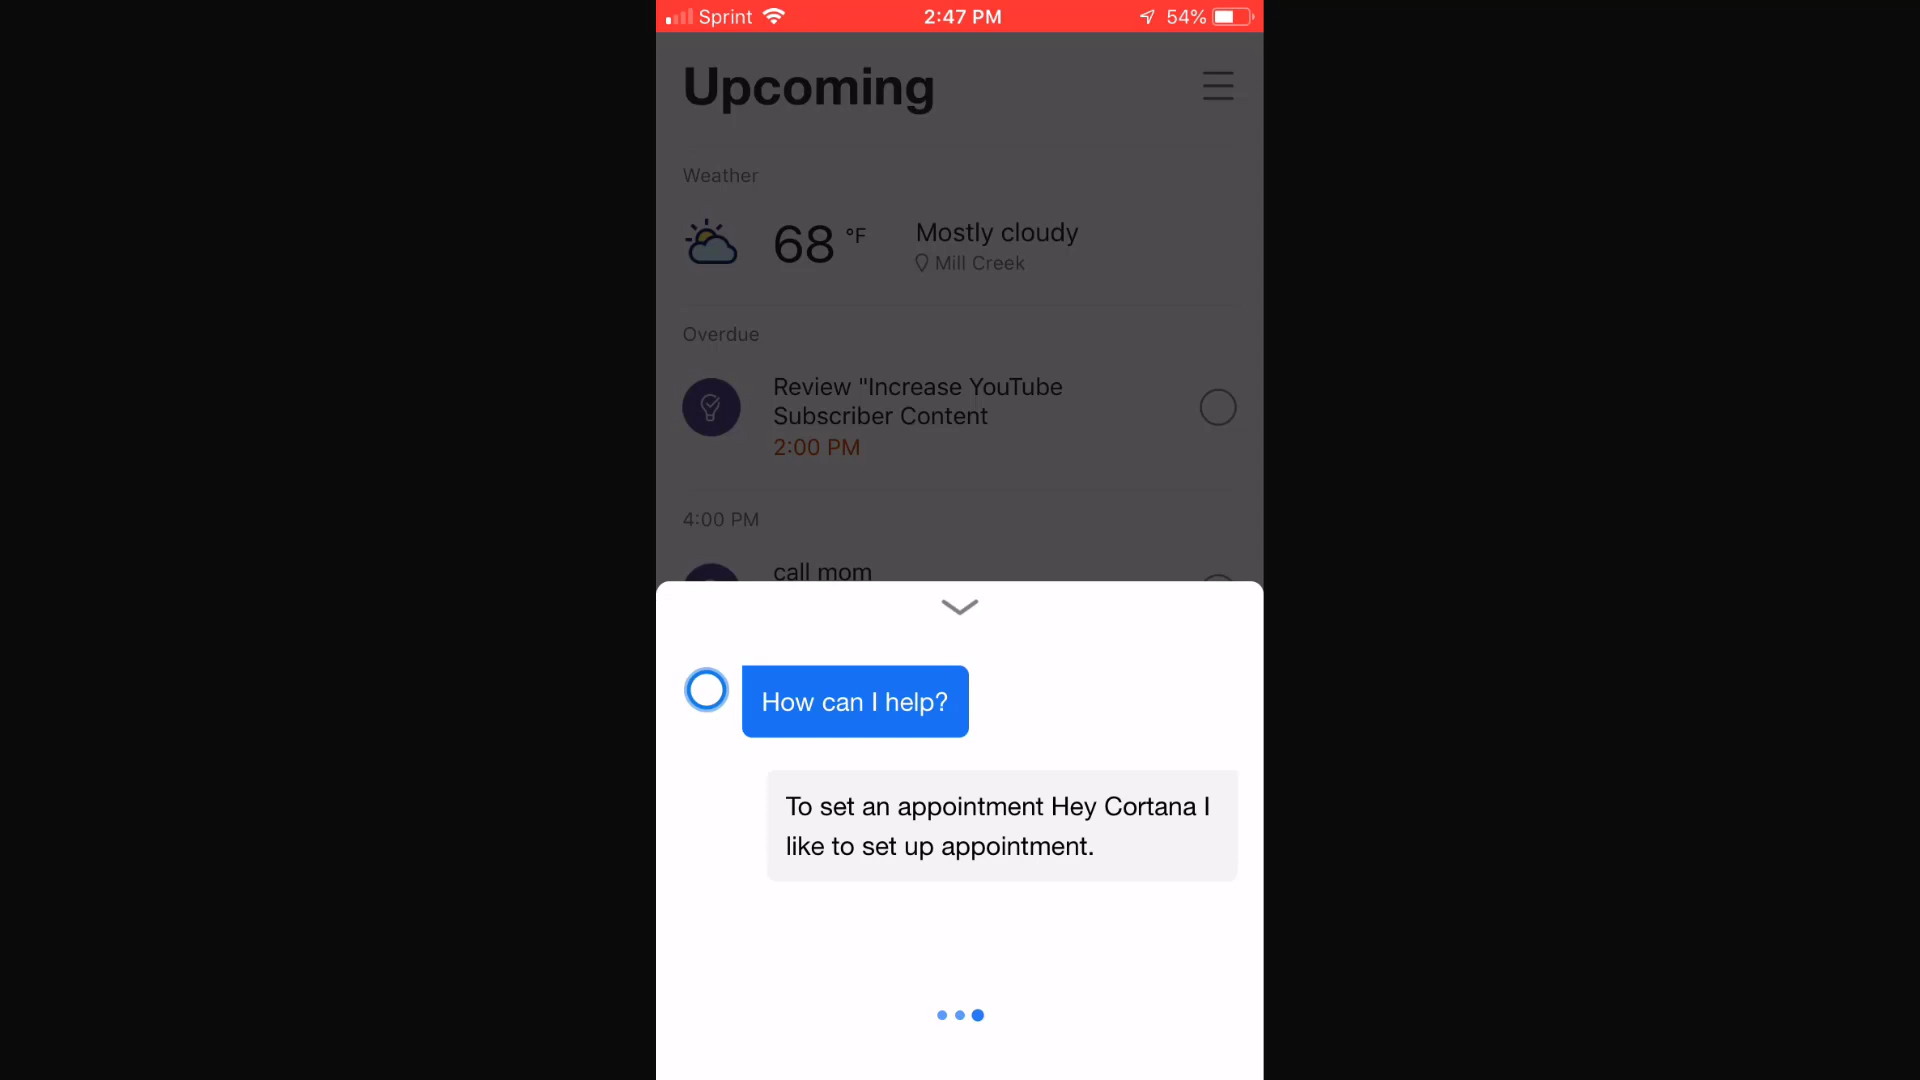 Sprint 2:47 PM 54%
Upcoming
Weather
68 °F
Mostly cloudy
Mill Creek
Overdue
Review "Increase YouTube
Subscriber Content
2:00 PM
4:00 PM
call mom
How can I help?
To set an appointment Hey Cortana I
like to set up appointment.